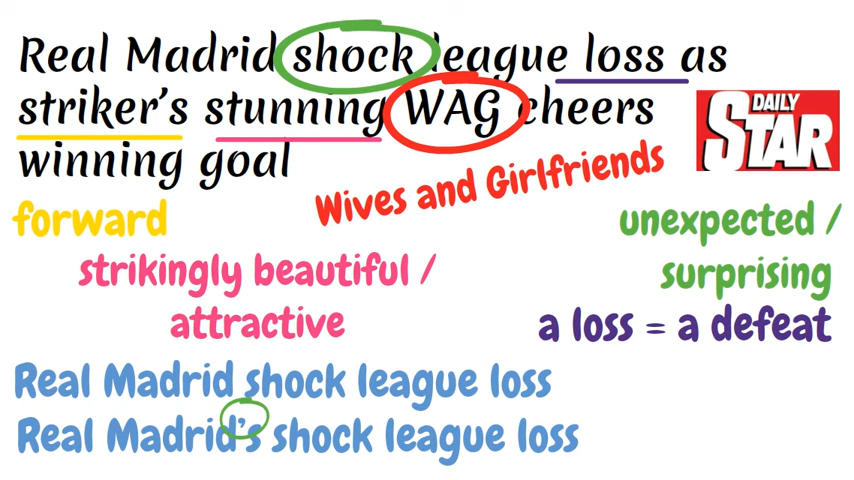 Real Madrid shock league loss as
striker's stunning WAG cheers
winning goal
DAILY
STAR
Wives and Girlfriends
forward
unexpected /
surprising
strikingly beautiful /
attractive
a loss = a defeat
Real Madrid shock league loss
Real Madrid's shock league loss